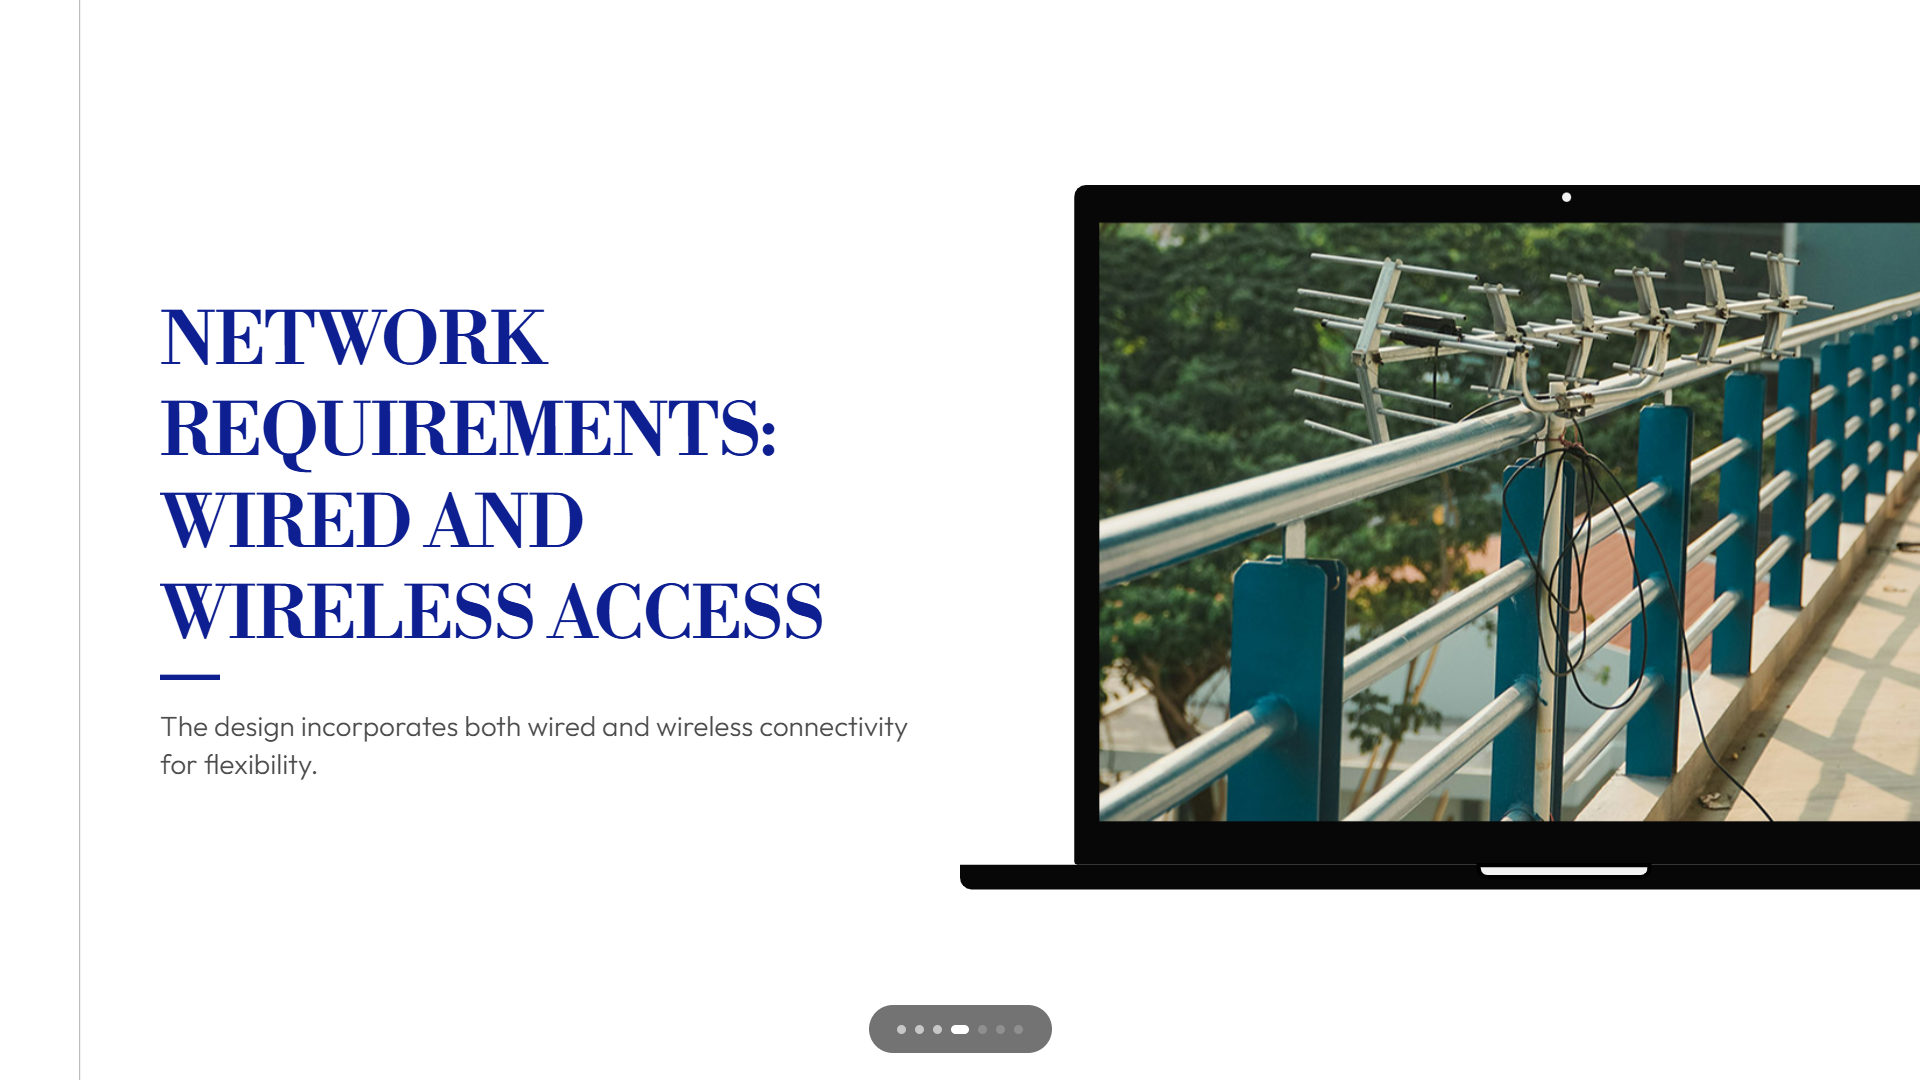 NETWORK
REQUIREMENTS:
WIRED AND
WIRELESS ACCESS
The design incorporates both wired and wireless connectivity
for flexibility.